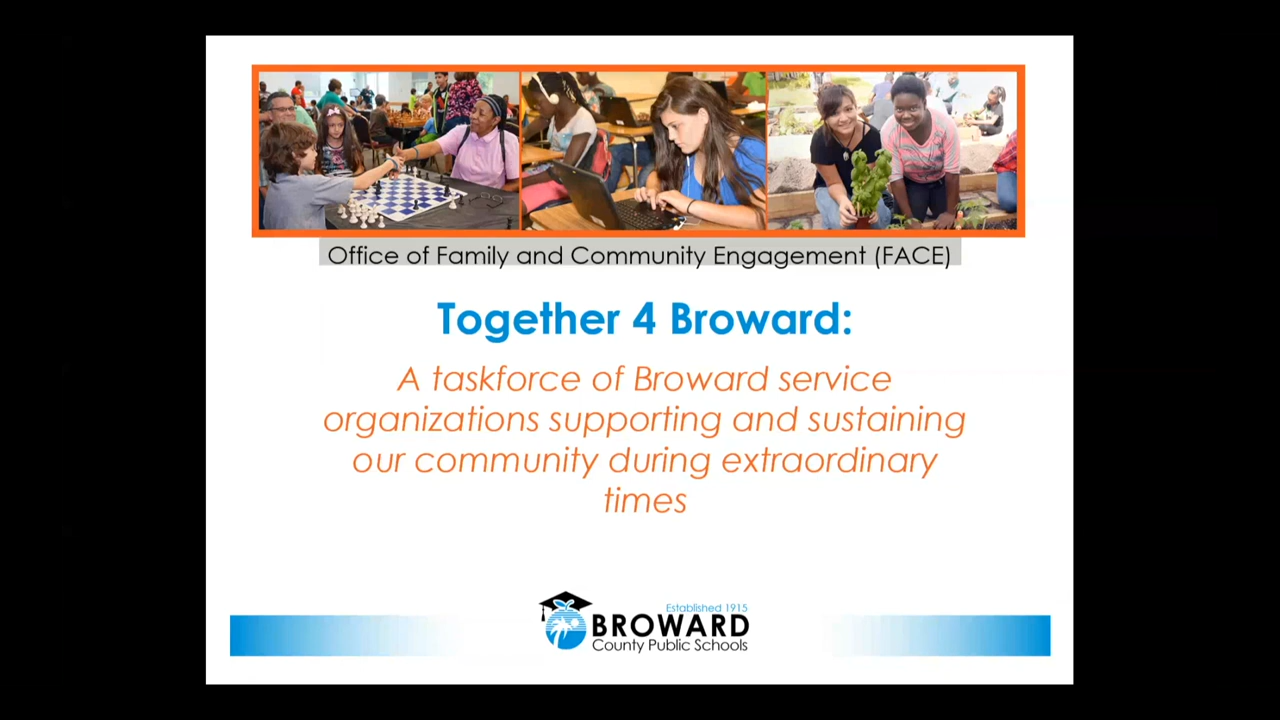 Office of Family and Community Engagement (FACE)
Together 4 Broward:
A taskforce of Broward service
organizations supporting and sustaining
our community during extraordinary
times
Established 1915
BROWARD
County Public Schools